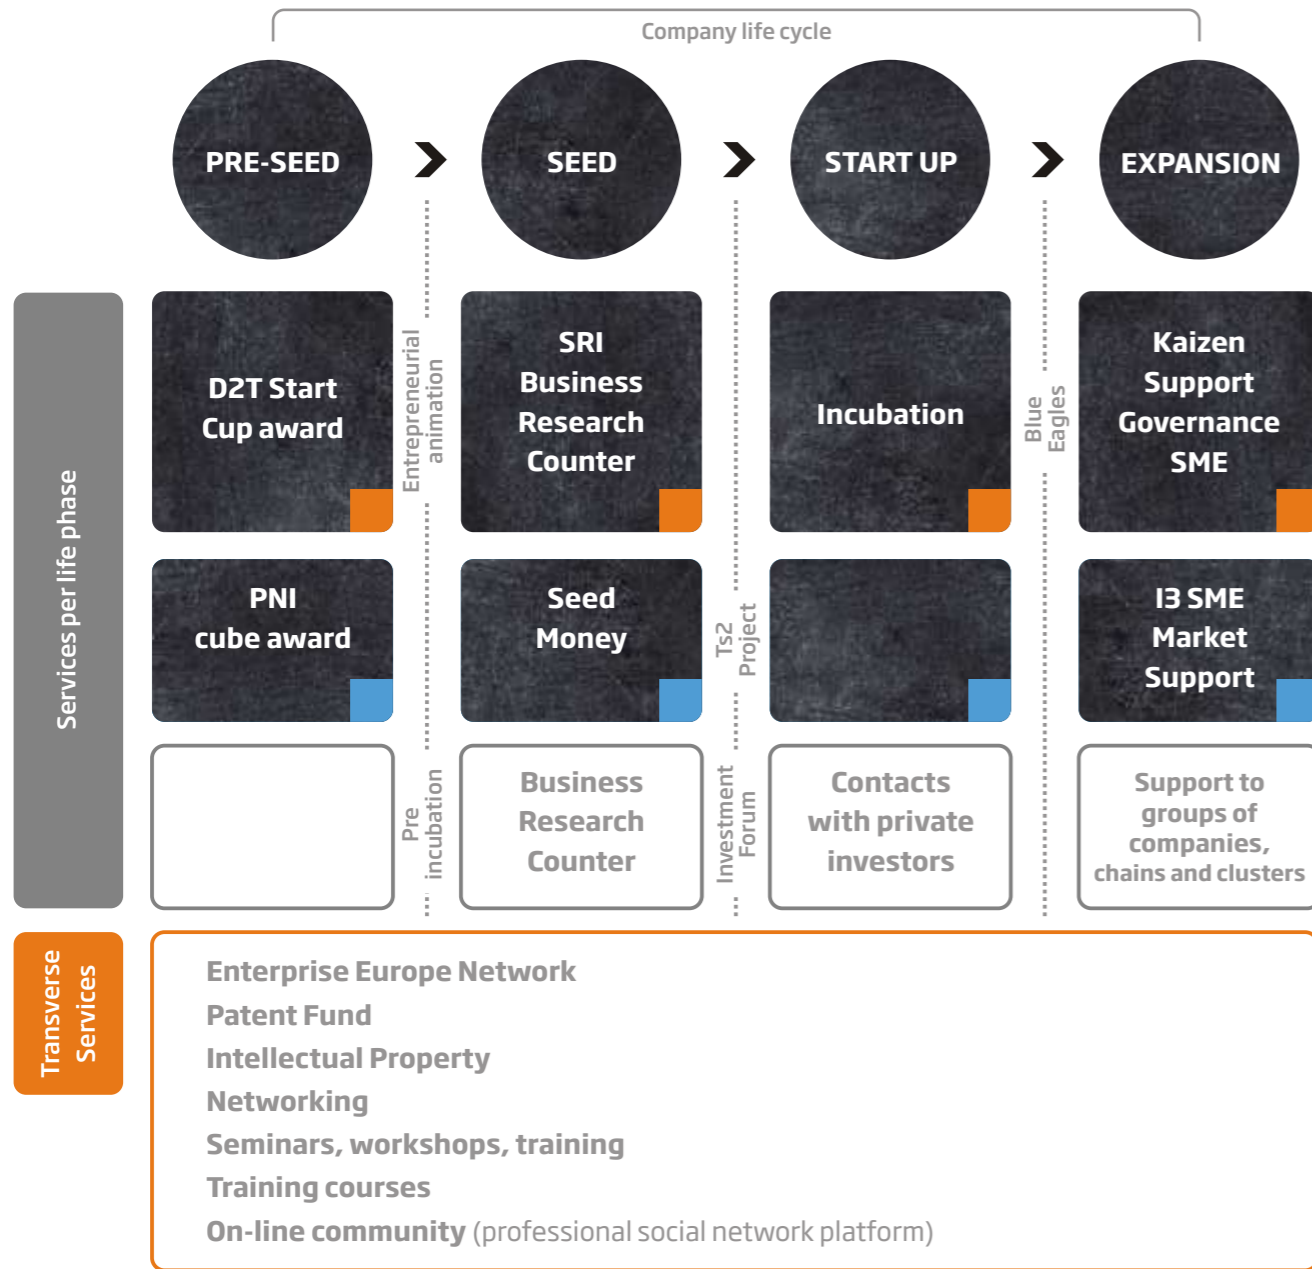 Company life cycle
PRE-SEED
SEED
START UP
EXPANSION
Services per life phase
D2T Start
Cup award
Entrepreneurial
animation
SRI
Business
Research
Counter
Incubation
Blue
Eagles
Kaizen
Support
Governance
SME
PNI
cube award
Seed
Money
Ts2
Project
I3 SME
Market
Support
Pre
incubation
Business
Research
Counter
Investment
Forum
Contacts
with private
investors
Support to
groups of
companies,
chains and clusters
Transverse
Services
Enterprise Europe Network
Patent Fund
Intellectual Property
Networking
Seminars, workshops, training
Training courses
On-line community (professional social network platform)